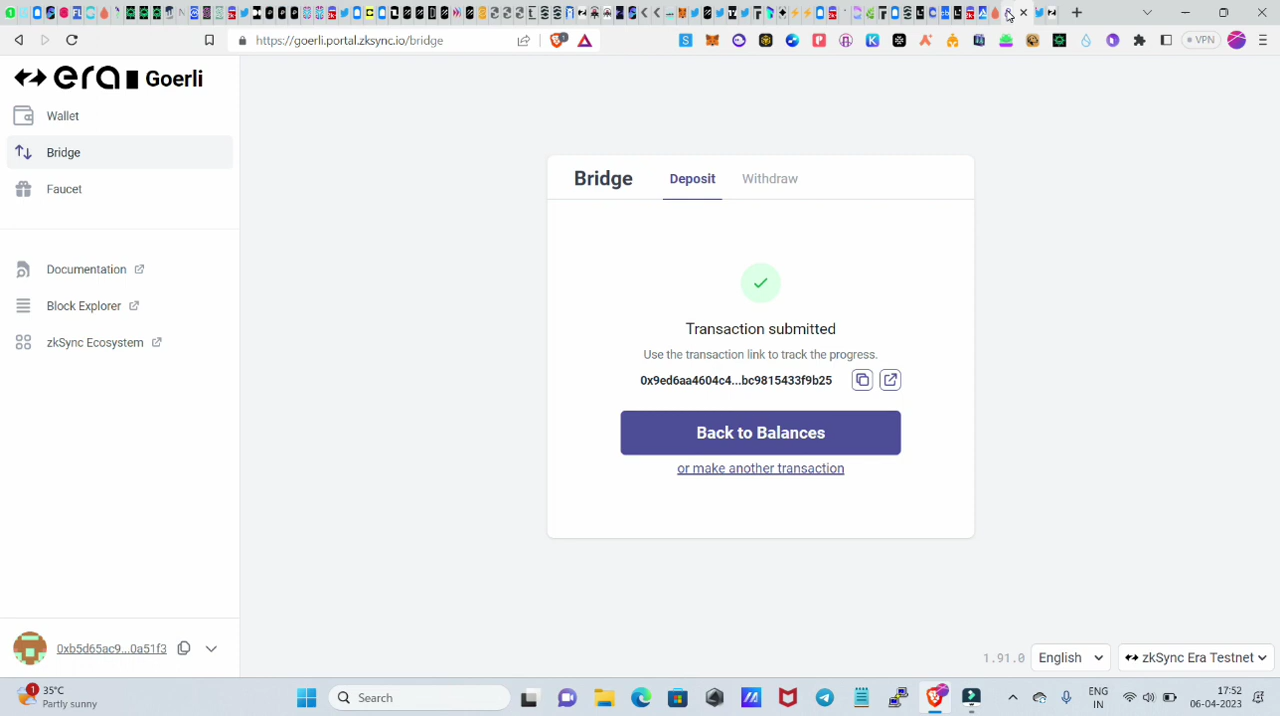 https://goerli.portal.zksync.io/bridge
VPN
era Goerli
Wallet
Bridge
Faucet
Documentation
Block Explorer
zkSync Ecosystem
Bridge Deposit Withdraw
Transaction submitted
Use the transaction link to track the progress.
0x9ed6aa4604c4...bc9815433f9b25
Back to Balances
or make another transaction
0xb5d65ac9...0a51f3
1.91.0 English zkSync Era Testnet
1 35°C
Partly sunny
Search
ENG
IN
17:52
06-04-2023